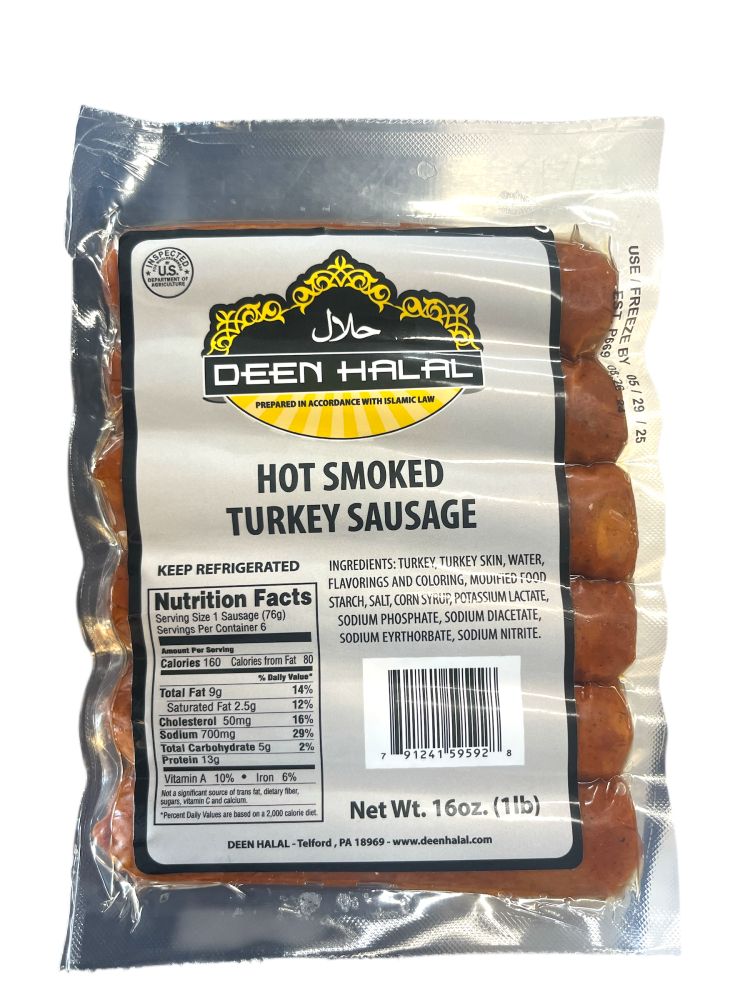 INSPECTED
U.S.
DEPARTMENT OF
AGRICULTURE
حلال
DEEN HALAL
PREPARED IN ACCORDANCE WITH ISLAMIC LAW
HOT SMOKED
TURKEY SAUSAGE
KEEP REFRIGERATED
Nutrition Facts
Serving Size 1 Sausage (76g)
Servings Per Container 6
Amount Per Serving
Calories 160 Calories from Fat 80
% Daily Value*
Total Fat 9g 14%
Saturated Fat 2.5g 12%
Cholesterol 50mg 16%
Sodium 700mg 29%
Total Carbohydrate 5g 2%
Protein 13g
Vitamin A 10% • Iron 6%
Not a significant source of trans fat, dietary fiber,
sugars, vitamin C and calcium.
*Percent Daily Values are based on a 2,000 calorie diet.
INGREDIENTS: TURKEY, TURKEY SKIN, WATER,
FLAVORINGS AND COLORING, MODIFIED FOOD
STARCH, SALT, CORN SYRUP, POTASSIUM LACTATE,
SODIUM PHOSPHATE, SODIUM DIACETATE,
SODIUM EYRTHORBATE, SODIUM NITRITE.
7 91241 59592 8
Net Wt. 16oz. (1lb)
DEEN HALAL - Telford , PA 18969 - www.deenhalal.com
USE / FREEZE BY 05 / 29 / 25
EST P669 08 26